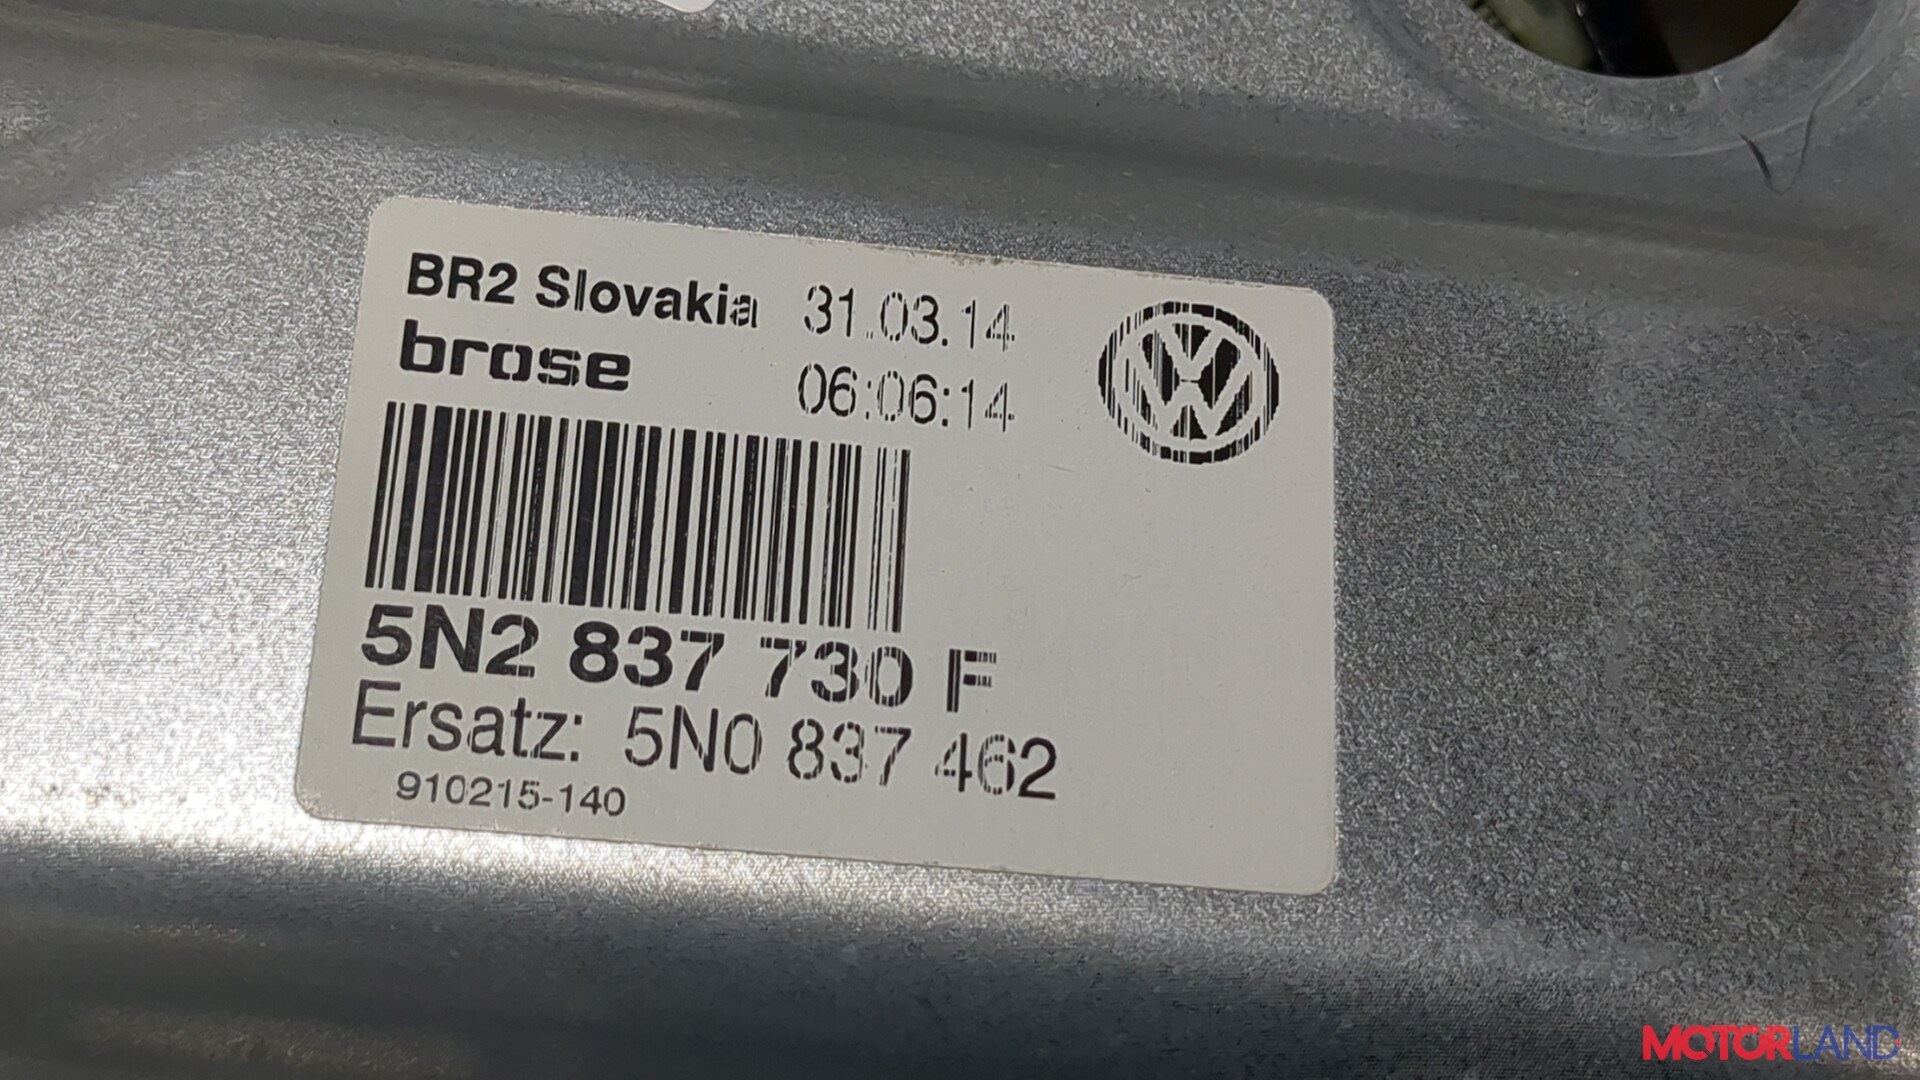 BR2 Slovakia 31.03.14
brose 06:06:14
5N2 837 730 F
Ersatz: 5N0 837 462
910215-140
MOTORLAND